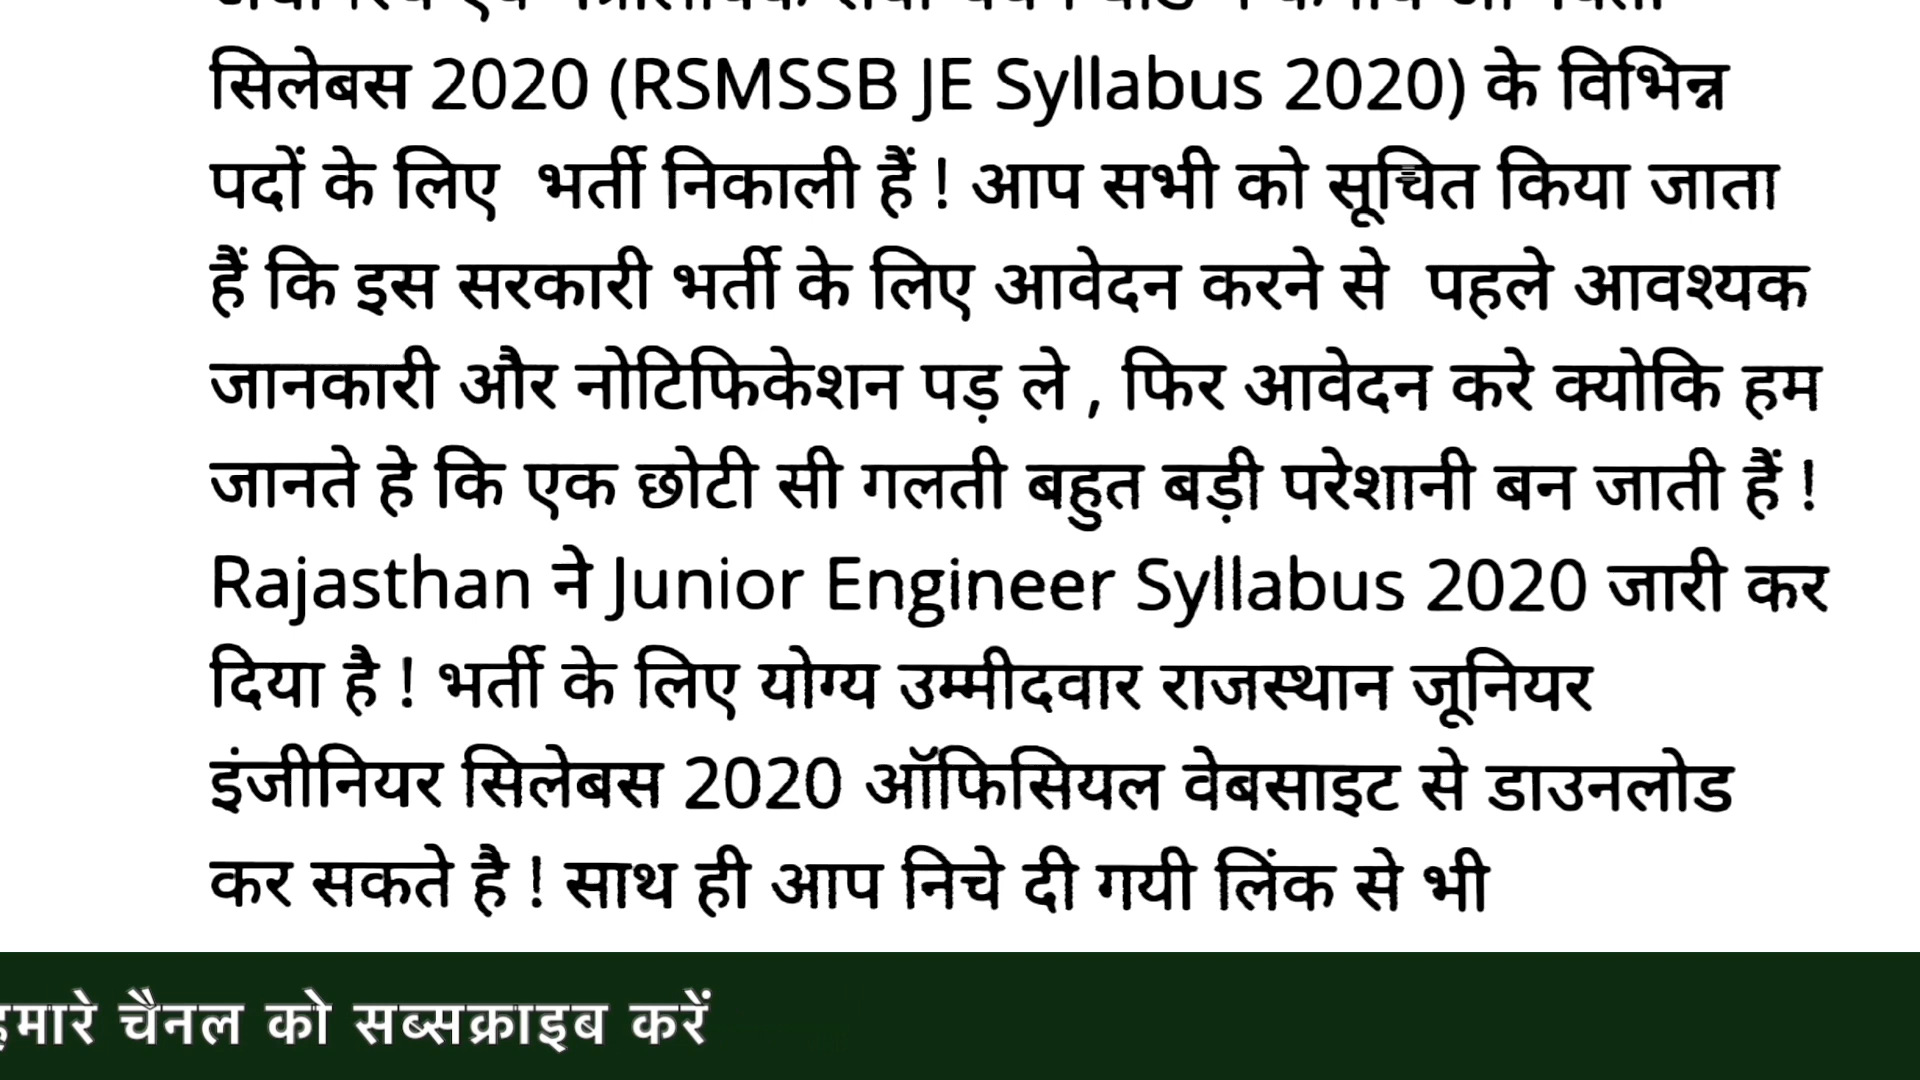 सिलेबस 2020 (RSMSSB JE Syllabus 2020) के विभिन्न
पदों के लिए  भर्ती निकाली हैं ! आप सभी को सूचित किया जाता
हैं कि इस सरकारी भर्ती के लिए आवेदन करने से  पहले आवश्यक
जानकारी और नोटिफिकेशन पड़ ले , फिर आवेदन करे क्योकि हम
जानते हे कि एक छोटी सी गलती बहुत बड़ी परेशानी बन जाती हैं !
Rajasthan ने Junior Engineer Syllabus 2020 जारी कर
दिया है ! भर्ती के लिए योग्य उम्मीदवार राजस्थान जूनियर
इंजीनियर सिलेबस 2020 ऑफिसियल वेबसाइट से डाउनलोड
कर सकते है ! साथ ही आप निचे दी गयी लिंक से भी
हमारे चैनल को सब्सक्राइब करें